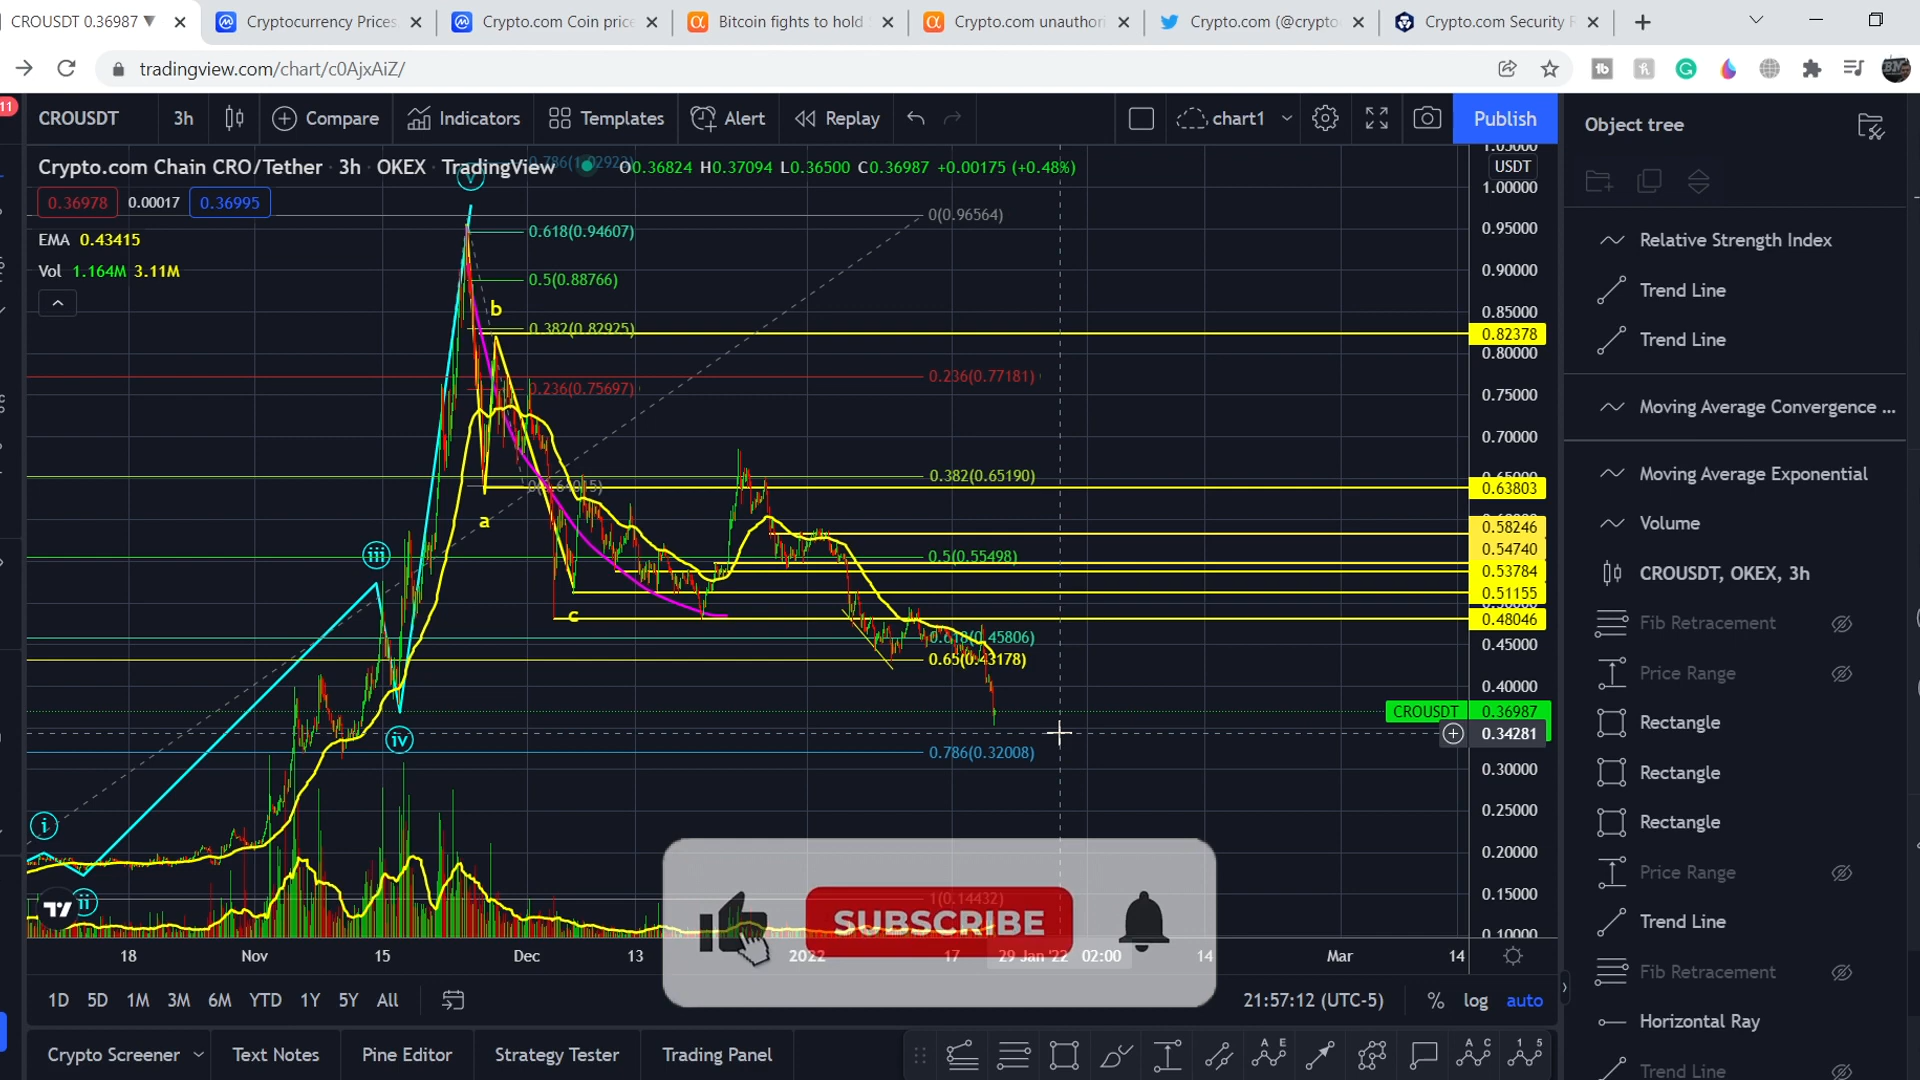 CROUSDT 0.36987 ▼
Cryptocurrency Prices,
Crypto.com Coin price
Bitcoin fights to hold
Crypto.com unauthori
Crypto.com (@crypto
Crypto.com Security
tradingview.com/chart/c0AjxAiZ/
11
CROUSDT
3h
Compare
Indicators
Templates
Alert
Replay
chart1
Publish
Object tree
Crypto.com Chain CRO/Tether · 3h · OKEX · TradingView
O0.36824 H0.37094 L0.36500 C0.36987 +0.00175 (+0.48%)
USDT
0.36978
0.00017
0.36995
EMA 0.43415
Vol 1.164M 3.11M
v
0(0.96564)
0.618(0.94607)
0.5(0.88766)
b
0.382(0.82925)
0.236(0.77181)
0.236(0.75697)
0.382(0.65190)
a
iii
0.5(0.55498)
c
0.618(0.45806)
0.65(0.43178)
iv
0.786(0.32008)
i
ii
1(0.14432)
1.05000
1.00000
0.95000
0.90000
0.85000
0.82378
0.80000
0.75000
0.70000
0.65000
0.63803
0.58246
0.54740
0.53784
0.51155
0.48046
0.45000
0.40000
CROUSDT 0.36987
0.34281
0.30000
0.25000
0.20000
0.15000
0.10000
SUBSCRIBE
18
Nov
15
Dec
13
2022
17
29 Jan '22 02:00
14
Mar
14
1D
5D
1M
3M
6M
YTD
1Y
5Y
All
21:57:12 (UTC-5)
%
log
auto
Crypto Screener
Text Notes
Pine Editor
Strategy Tester
Trading Panel
A E
A C
1 5
Relative Strength Index
Trend Line
Trend Line
Moving Average Convergence ...
Moving Average Exponential
Volume
CROUSDT, OKEX, 3h
Fib Retracement
Price Range
Rectangle
Rectangle
Rectangle
Price Range
Trend Line
Fib Retracement
Horizontal Ray
Trend Line